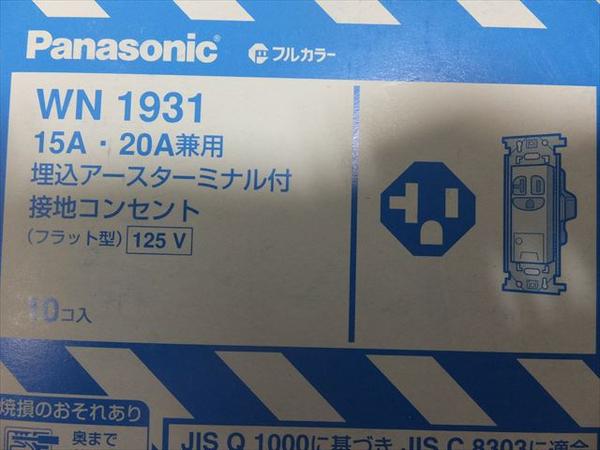 Panasonic フルカラー
WN 1931
15A・20A兼用
埋込アースターミナル付
接地コンセント
(フラット型) 125 V
10コ入
焼損のおそれあり
奥まで
JIS Q 1000に基づき JIS C 8303に適合